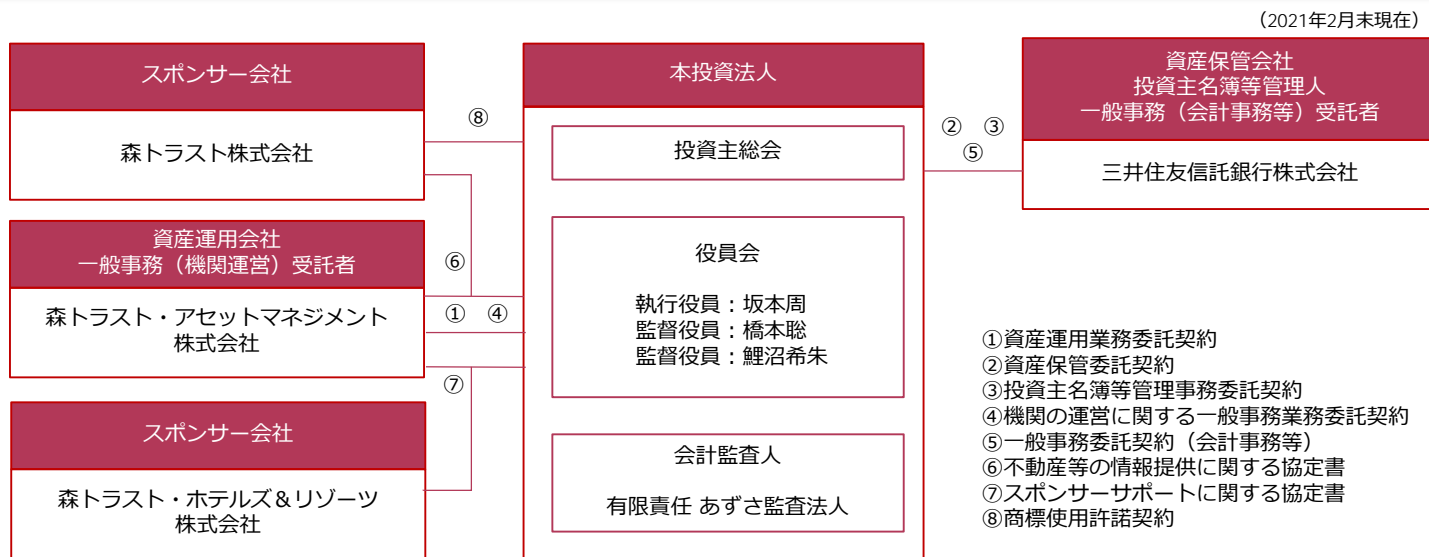 （2021年2月末現在）
スポンサー会社
森トラスト株式会社
⑧
資産運用会社
一般事務（機関運営）受託者
森トラスト・アセットマネジメント
株式会社
⑥
① ④
⑦
スポンサー会社
森トラスト・ホテルズ＆リゾーツ
株式会社
本投資法人
投資主総会
役員会
執行役員：坂本周
監督役員：橋本聡
監督役員：鯉沼希朱
会計監査人
有限責任 あずさ監査法人
② ③
⑤
資産保管会社
投資主名簿等管理人
一般事務（会計事務等）受託者
三井住友信託銀行株式会社
①資産運用業務委託契約
②資産保管委託契約
③投資主名簿等管理事務委託契約
④機関の運営に関する一般事務業務委託契約
⑤一般事務委託契約（会計事務等）
⑥不動産等の情報提供に関する協定書
⑦スポンサーサポートに関する協定書
⑧商標使用許諾契約